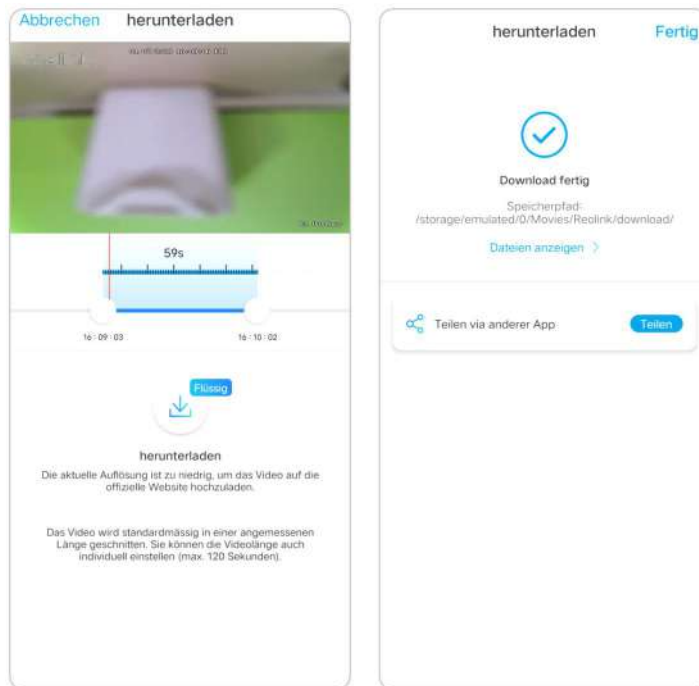 Abbrechen herunterladen
59s
16:09:03 16:10:02
Flüssig
herunterladen
Die aktuelle Auflösung ist zu niedrig, um das Video auf die
offizielle Website hochzuladen.
Das Video wird standardmässig in einer angemessenen
Länge geschnitten. Sie können die Videolänge auch
individuell einstellen (max. 120 Sekunden).
herunterladen Fertig
Download fertig
Speicherpfad:
/storage/emulated/0/Movies/Reolink/download/
Dateien anzeigen >
Teilen via anderer App Teilen